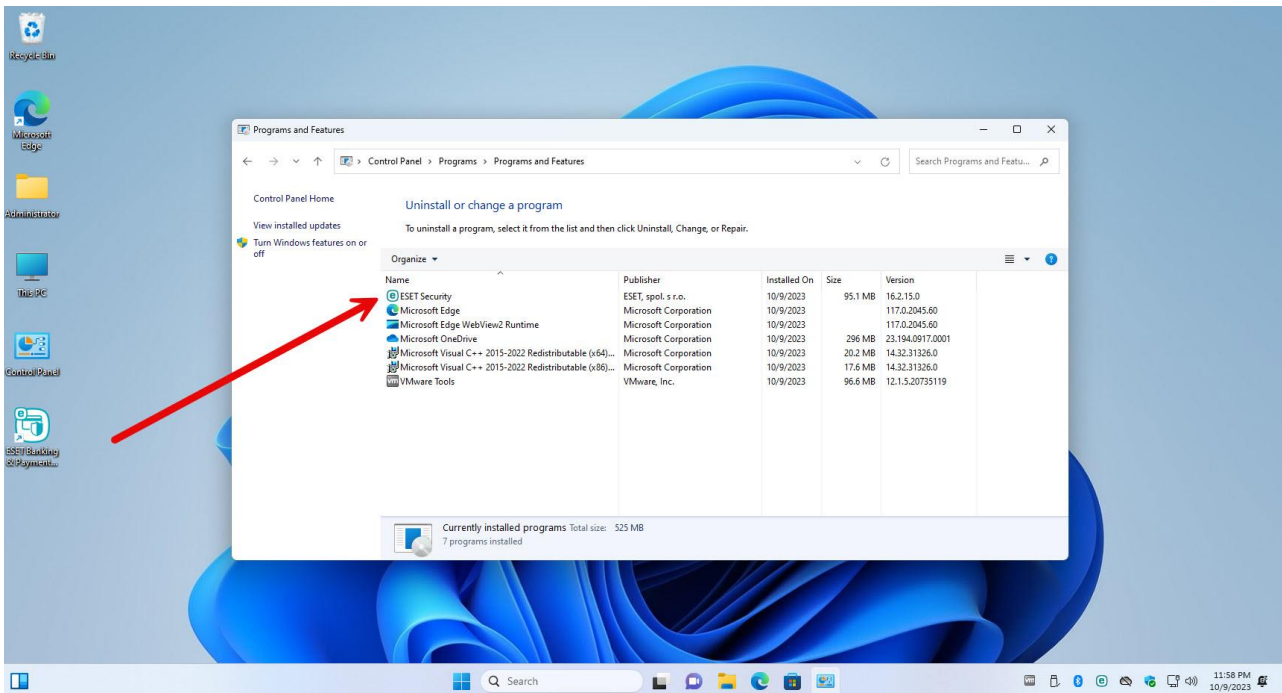 Recycle Bin
Microsoft
Edge
Administrator
This PC
Control Panel
ESET Banking
& Payment...
Programs and Features
Control Panel > Programs > Programs and Features
Search Programs and Featu...
Control Panel Home
View installed updates
Turn Windows features on or
off
Uninstall or change a program
To uninstall a program, select it from the list and then click Uninstall, Change, or Repair.
Organize
Name Publisher Installed On Size Version
ESET Security ESET, spol. s r.o. 10/9/2023 95.1 MB 16.2.15.0
Microsoft Edge Microsoft Corporation 10/9/2023 117.0.2045.60
Microsoft Edge WebView2 Runtime Microsoft Corporation 10/9/2023 117.0.2045.60
Microsoft OneDrive Microsoft Corporation 10/9/2023 296 MB 23.194.0917.0001
Microsoft Visual C++ 2015-2022 Redistributable (x64)... Microsoft Corporation 10/9/2023 20.2 MB 14.32.31326.0
Microsoft Visual C++ 2015-2022 Redistributable (x86)... Microsoft Corporation 10/9/2023 17.6 MB 14.32.31326.0
VMware Tools VMware, Inc. 10/9/2023 96.6 MB 12.1.5.20735119
Currently installed programs Total size: 525 MB
7 programs installed
Search
11:58 PM
10/9/2023